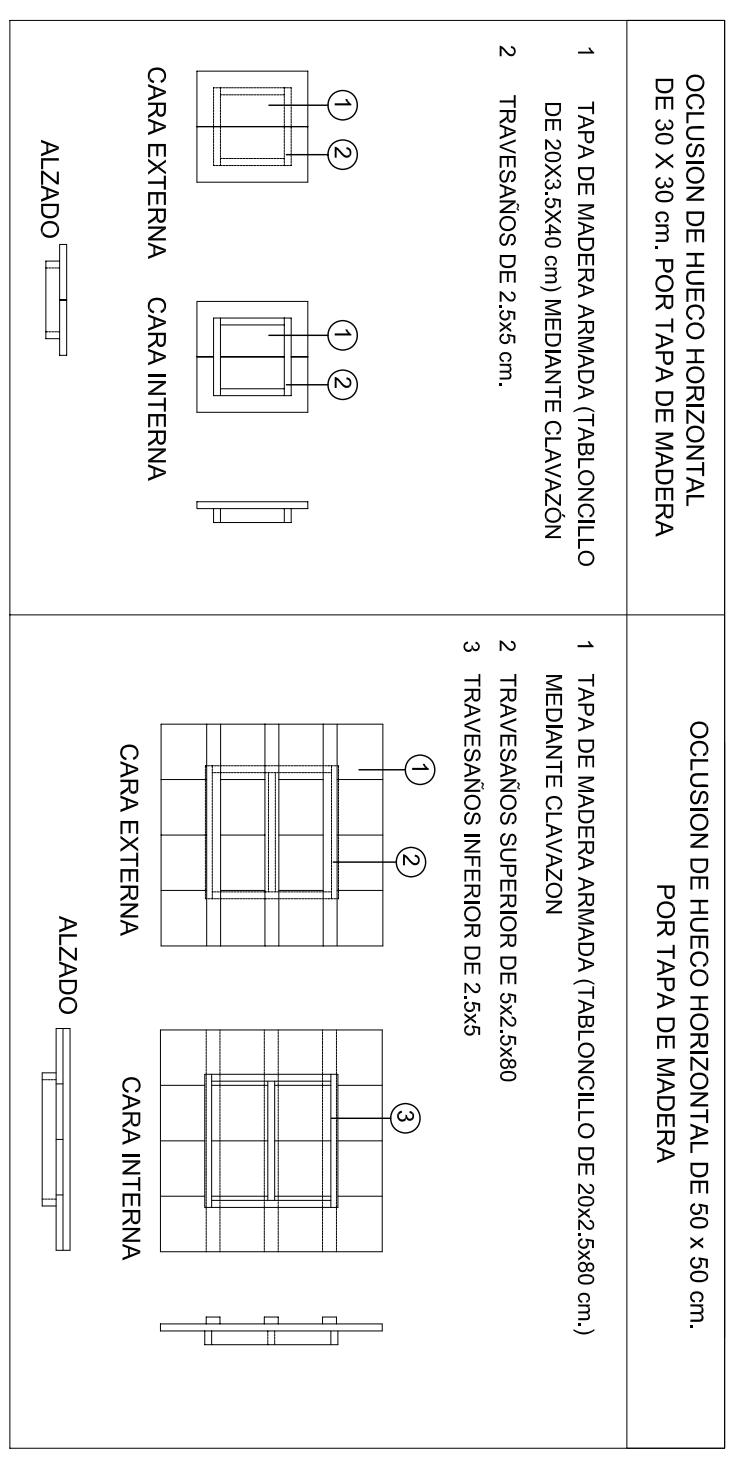 OCLUSION DE HUECO HORIZONTAL
DE 30 X 30 cm. POR TAPA DE MADERA
1 TAPA DE MADERA ARMADA (TABLONCILLO
DE 20X3.5X40 cm) MEDIANTE CLAVAZÓN
2 TRAVESAÑOS DE 2.5x5 cm.
1
2
1
2
CARA EXTERNA
CARA INTERNA
ALZADO
OCLUSION DE HUECO HORIZONTAL DE 50 x 50 cm.
POR TAPA DE MADERA
1 TAPA DE MADERA ARMADA (TABLONCILLO DE 20x2.5x80 cm.)
MEDIANTE CLAVAZON
2 TRAVESAÑOS SUPERIOR DE 5x2.5x80
3 TRAVESAÑOS INFERIOR DE 2.5x5
1
2
3
CARA EXTERNA
CARA INTERNA
ALZADO